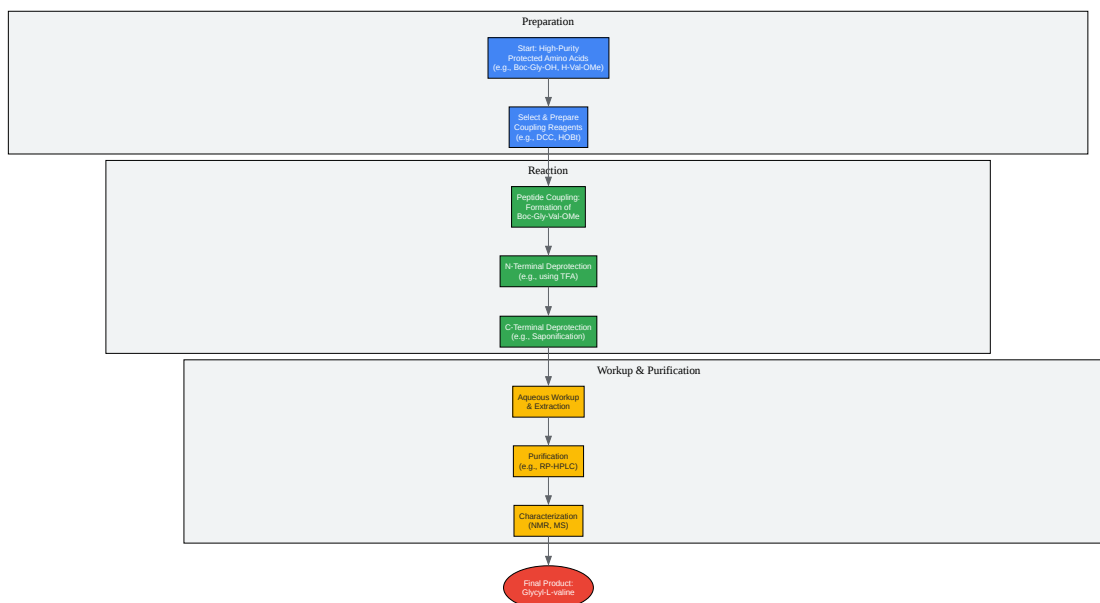 Preparation
Start: High-Purity
Protected Amino Acids
(e.g., Boc-Gly-OH, H-Val-OMe)
Select & Prepare
Coupling Reagents
(e.g., DCC, HOBt)
Reaction
Peptide Coupling:
Formation of
Boc-Gly-Val-OMe
N-Terminal Deprotection
(e.g., using TFA)
C-Terminal Deprotection
(e.g., Saponification)
Workup & Purification
Aqueous Workup
& Extraction
Purification
(e.g., RP-HPLC)
Characterization
(NMR, MS)
Final Product:
Glycyl-L-valine